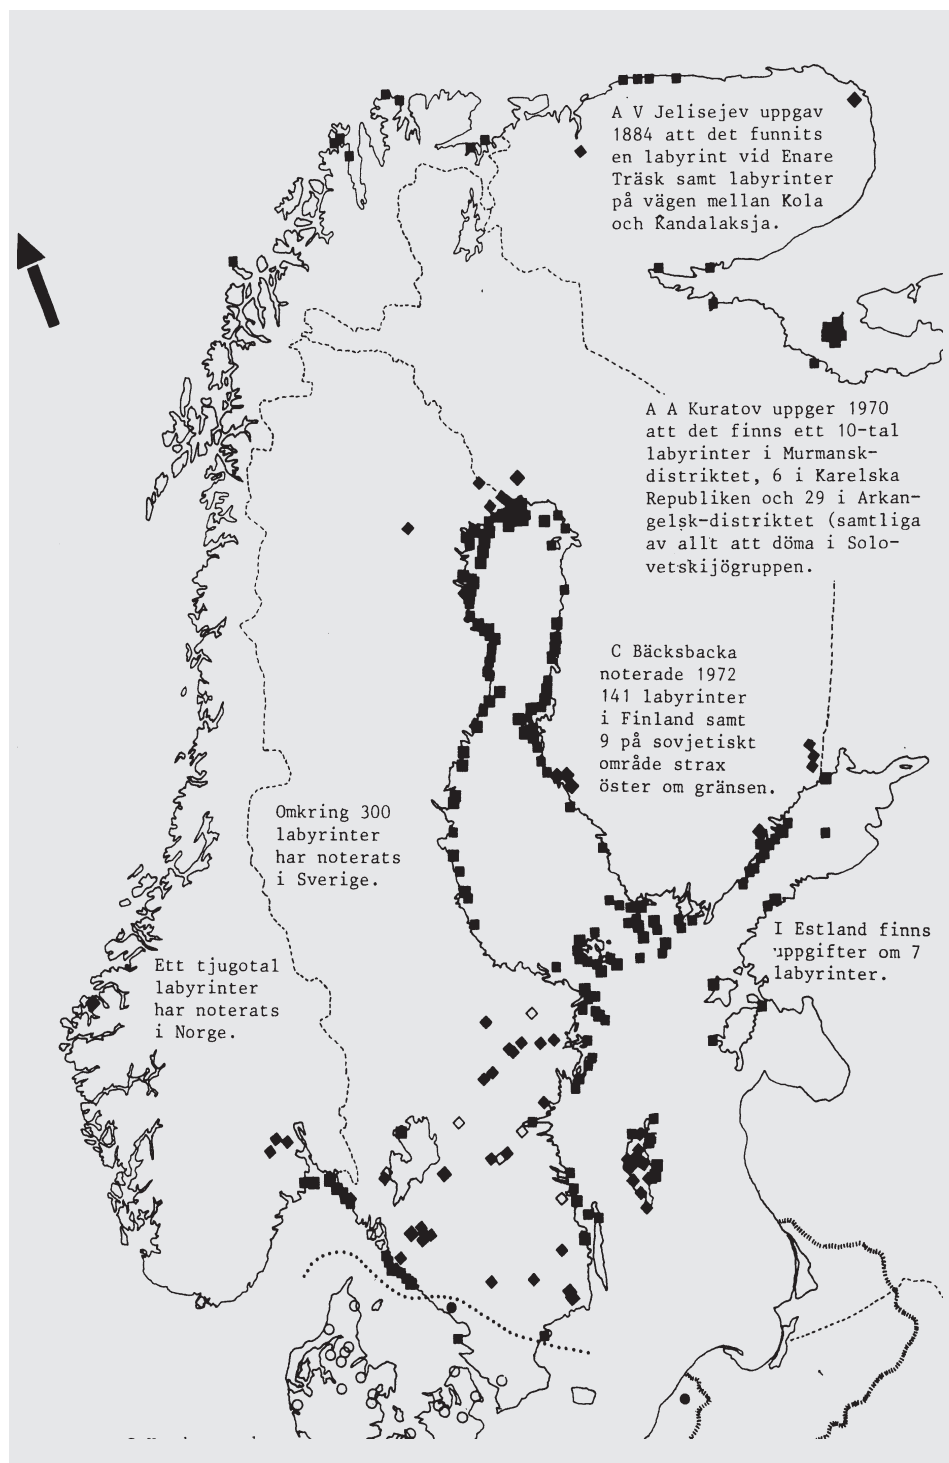 A V Jelisejev uppgav
1884 att det funnits
en labyrint vid Enare
Träsk samt labyrinter
på vägen mellan Kola
och Kandalaksja.
A A Kuratov uppger 1970
att det finns ett 10-tal
labyrinter i Murmansk-
distriktet, 6 i Karelska
Republiken och 29 i Arkan-
gelsk-distriktet (samtliga
av allt att döma i Solo-
vetskijögruppen.
C Bäcksbacka
noterade 1972
141 labyrinter
i Finland samt
9 på sovjetiskt
område strax
öster om gränsen.
Omkring 300
labyrinter
har noterats
i Sverige.
I Estland finns
uppgifter om 7
labyrinter.
Ett tjugotal
labyrinter
har noterats
i Norge.